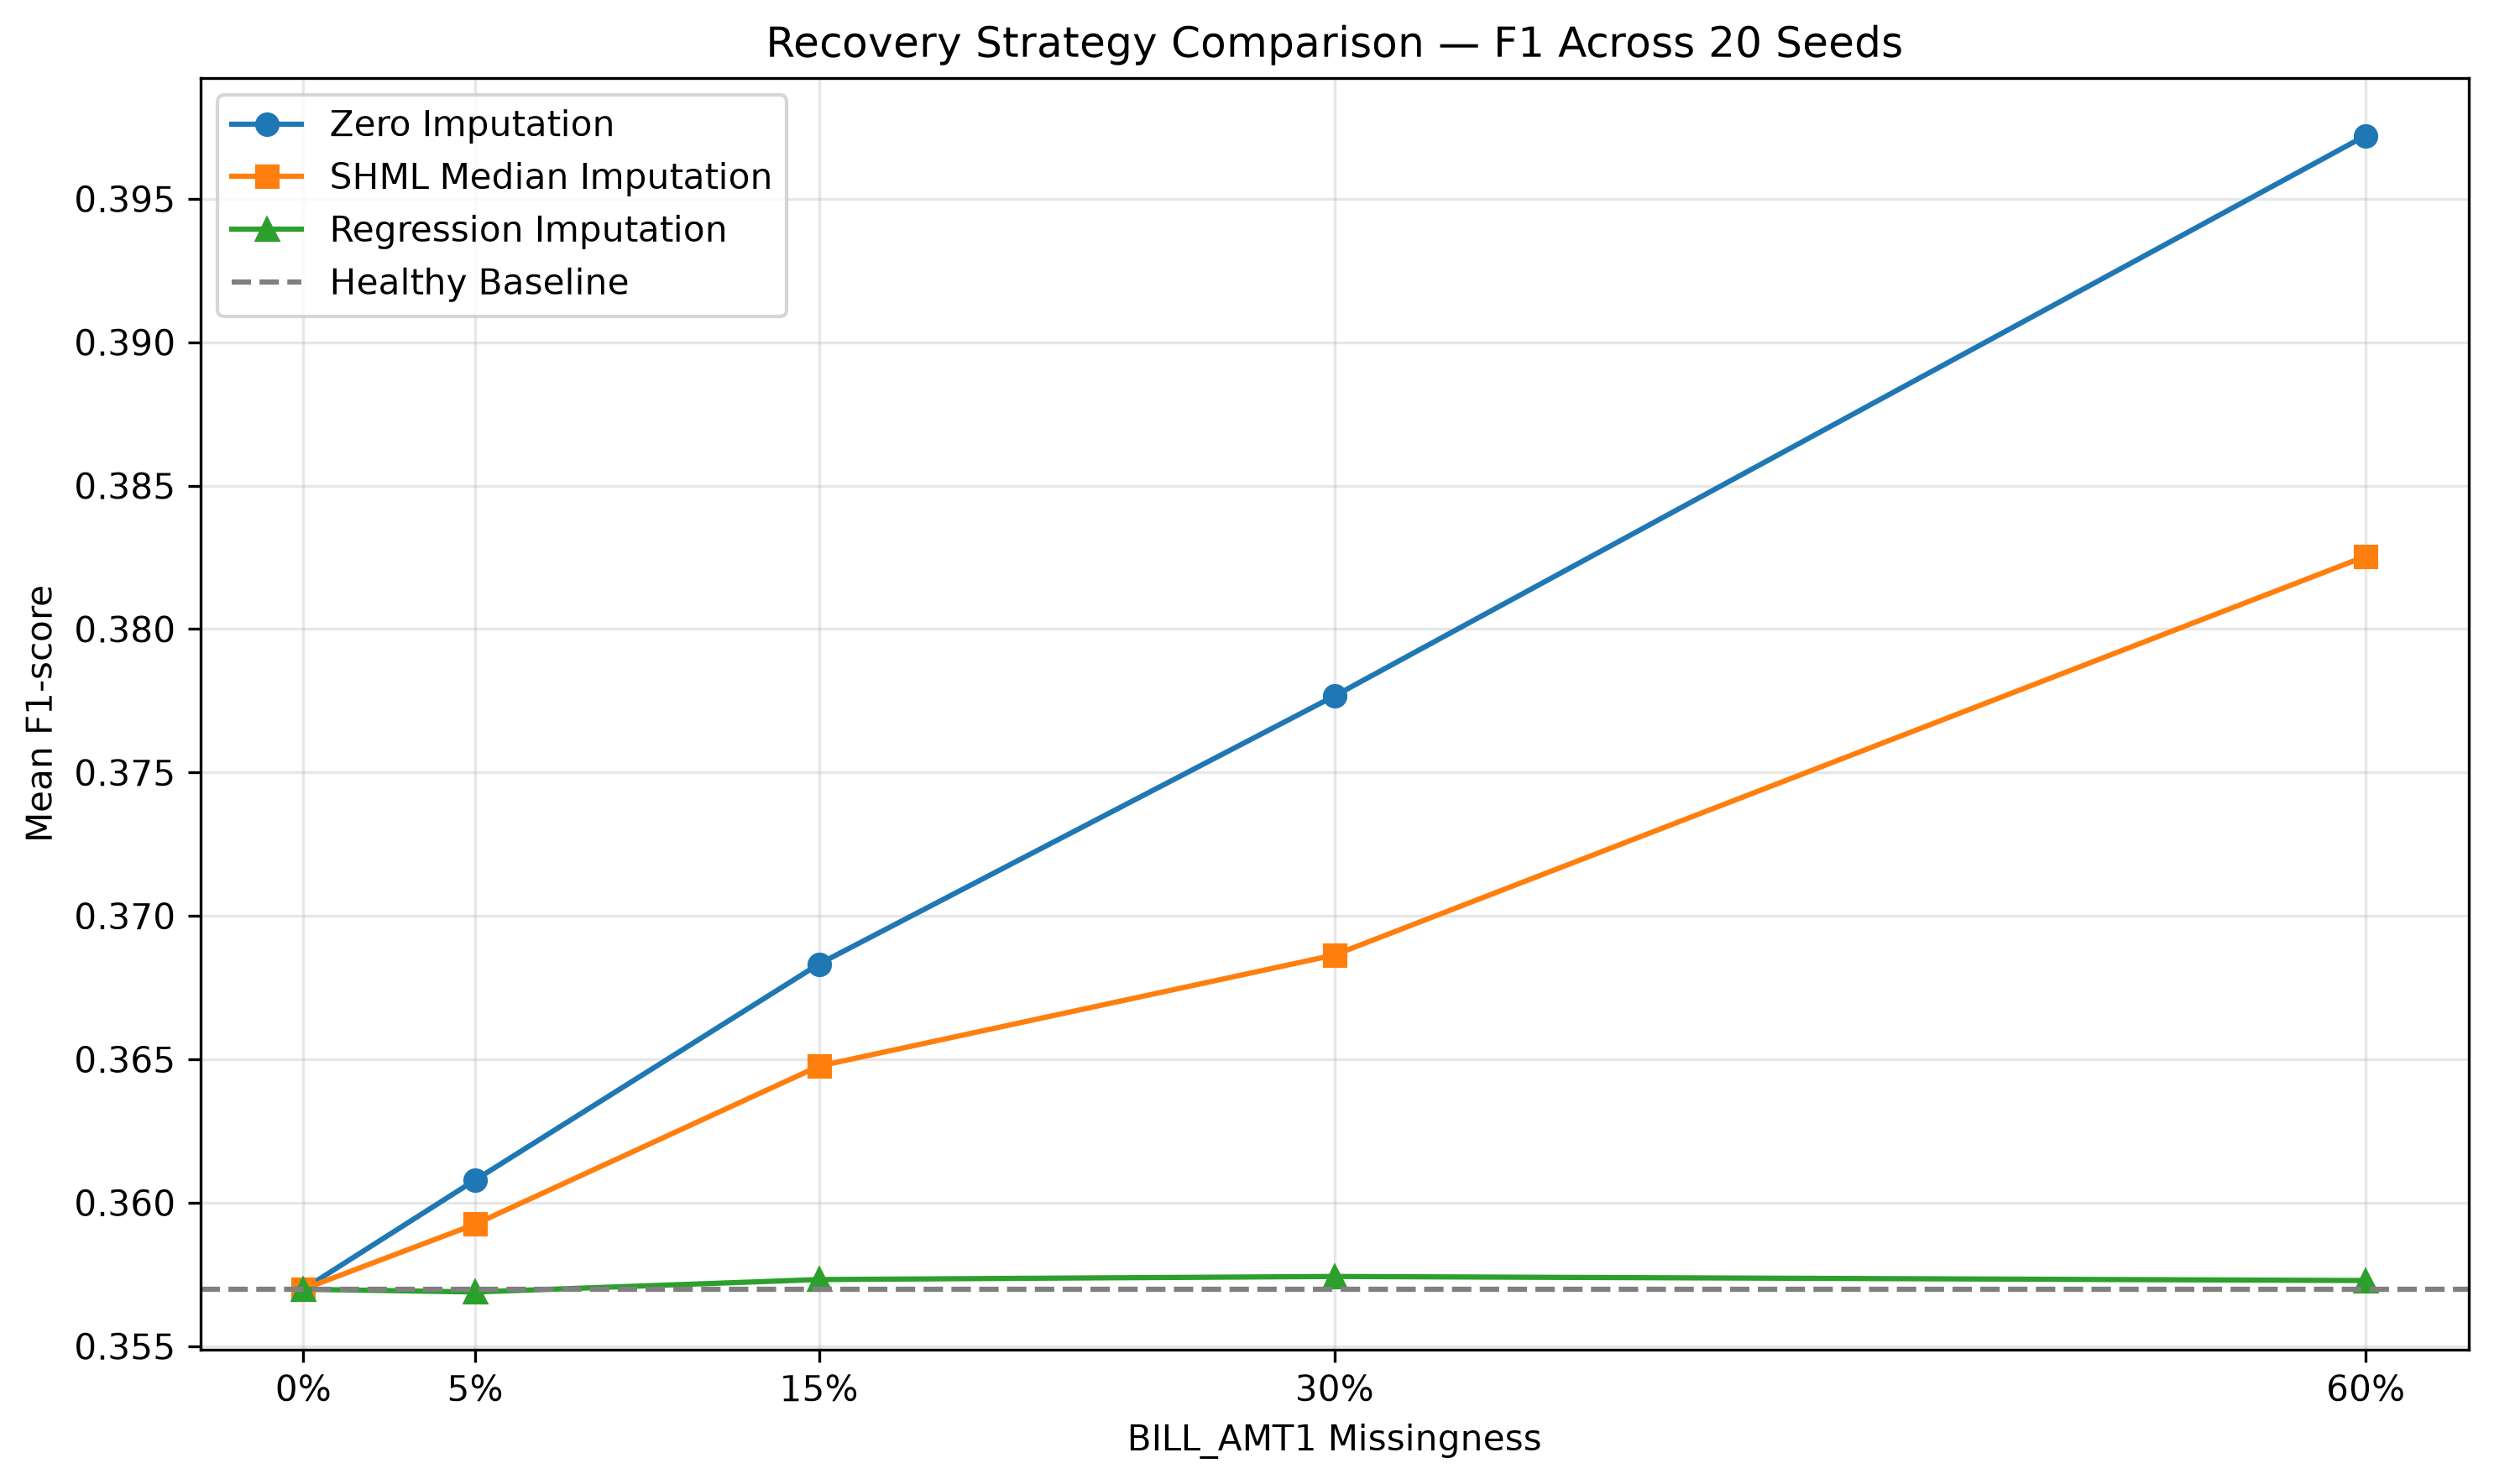 Recovery Strategy Comparison — F1 Across 20 Seeds
Zero Imputation
SHML Median Imputation
Regression Imputation
Healthy Baseline
Mean F1-score
0.395
0.390
0.385
0.380
0.375
0.370
0.365
0.360
0.355
0% 5% 15% 30% 60%
BILL_AMT1 Missingness